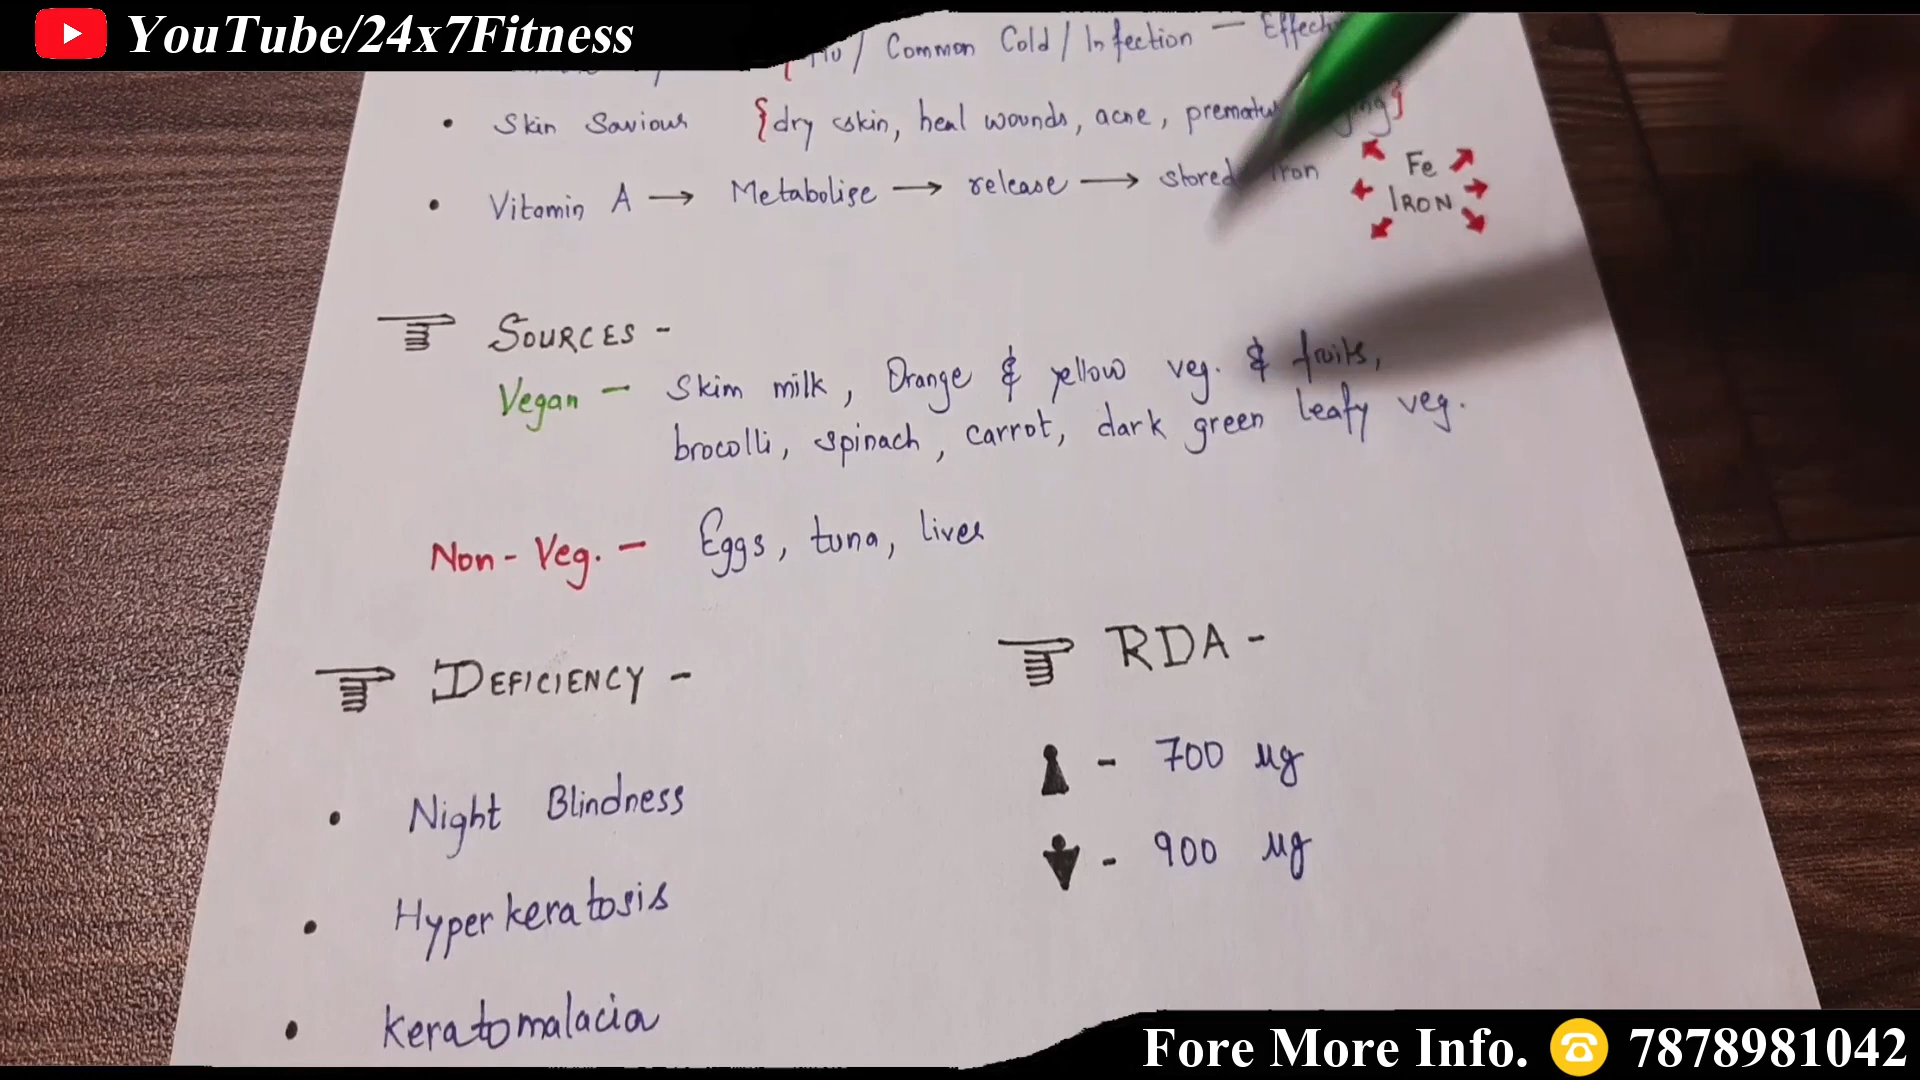 YouTube/24x7Fitness
Common Cold / Infection —
• Skin Saviour {dry skin, heal wounds, acne,
• Vitamin A → Metabolise → release → stored iron
Fe
IRON
SOURCES -
Vegan - Skim milk, Orange & yellow veg. & fruits,
brocolli, spinach, carrot, dark green leafy veg.
Non-Veg. - Eggs, tuna, liver
DEFICIENCY -
• Night Blindness
• Hyperkeratosis
• Keratomalacia
RDA -
- 700 µg
- 900 µg
Fore More Info. 7878981042